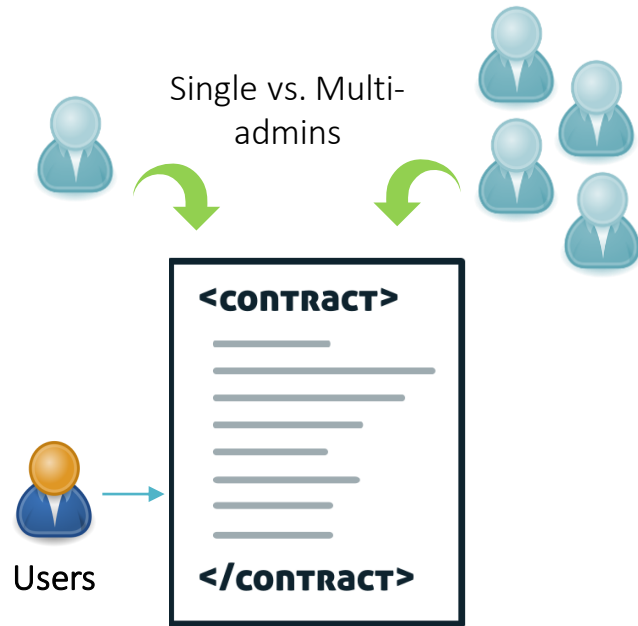 Single vs. Multi-
admins
<contract>
Users
</contract>